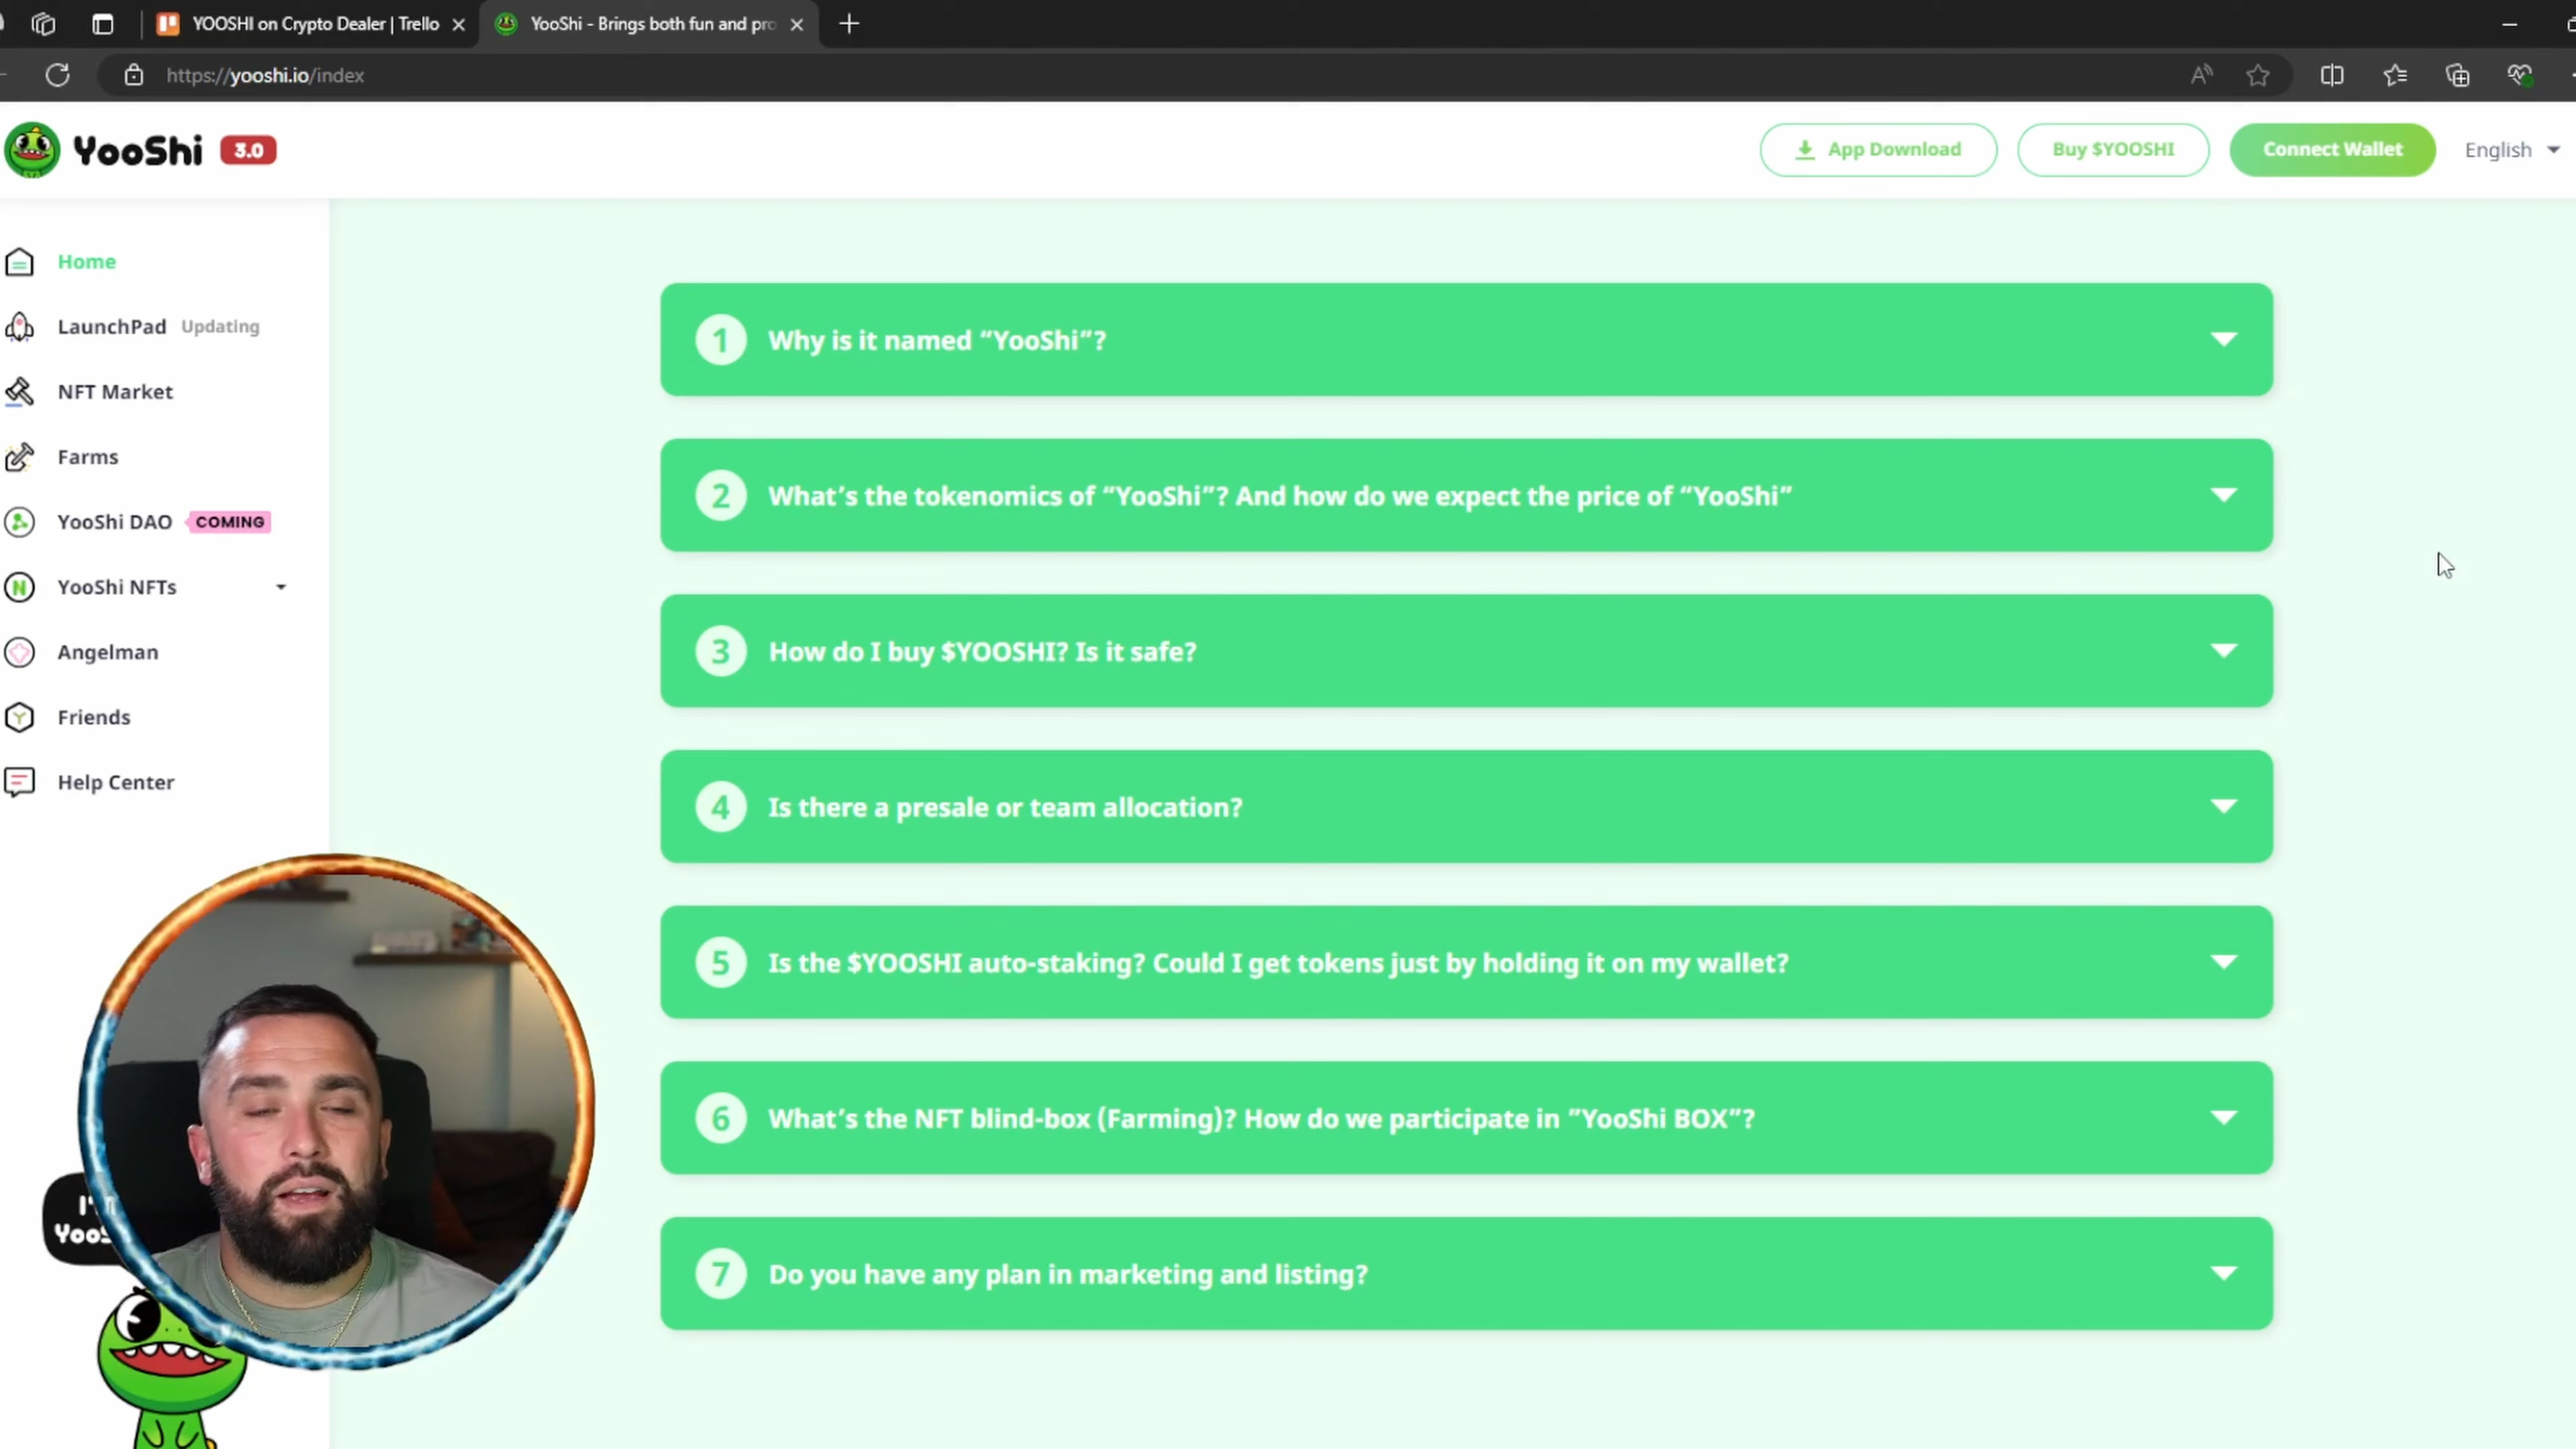 YOOSHI on Crypto Dealer | Trello
YooShi - Brings both fun and pro
https://yooshi.io/index
YooShi 3.0
App Download
Buy $YOOSHI
Connect Wallet
English
Home
LaunchPad Updating
NFT Market
Farms
YooShi DAO COMING
YooShi NFTs
Angelman
Friends
Help Center
1 Why is it named “YooShi”?
2 What’s the tokenomics of “YooShi”? And how do we expect the price of “YooShi”
3 How do I buy $YOOSHI? Is it safe?
4 Is there a presale or team allocation?
5 Is the $YOOSHI auto-staking? Could I get tokens just by holding it on my wallet?
6 What’s the NFT blind-box (Farming)? How do we participate in ”YooShi BOX”?
7 Do you have any plan in marketing and listing?